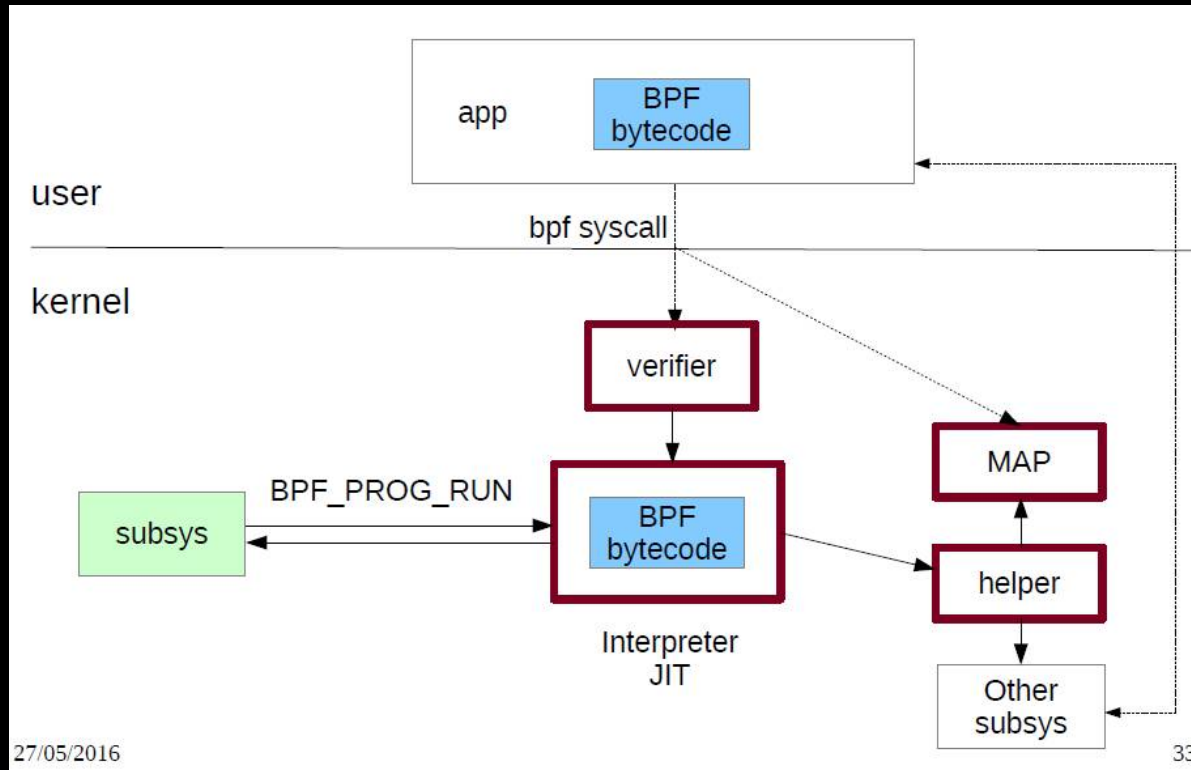 app
BPF
bytecode
user
bpf syscall
kernel
verifier
MAP
BPF_PROG_RUN
subsys
BPF
bytecode
helper
Interpreter
JIT
Other
subsys
27/05/2016
33